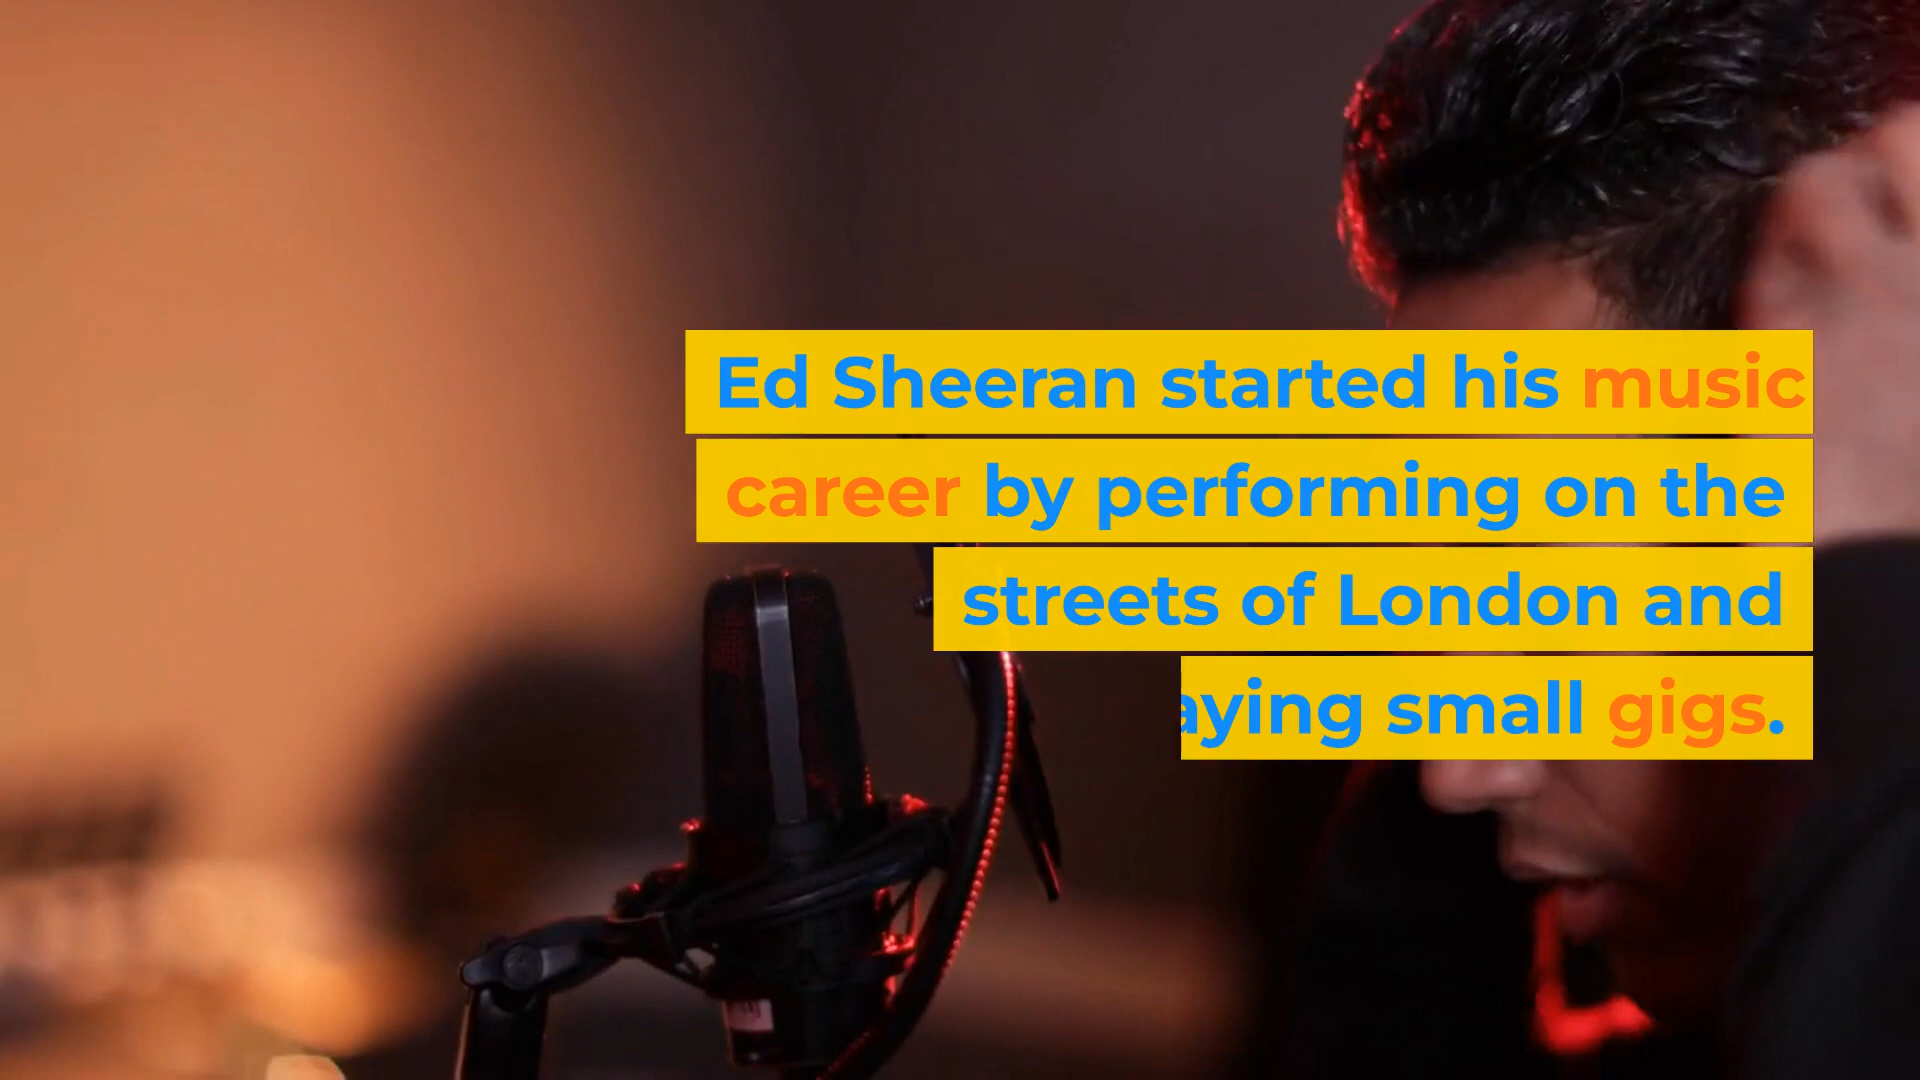 Ed Sheeran started his music
career by performing on the
streets of London and
aying small gigs.